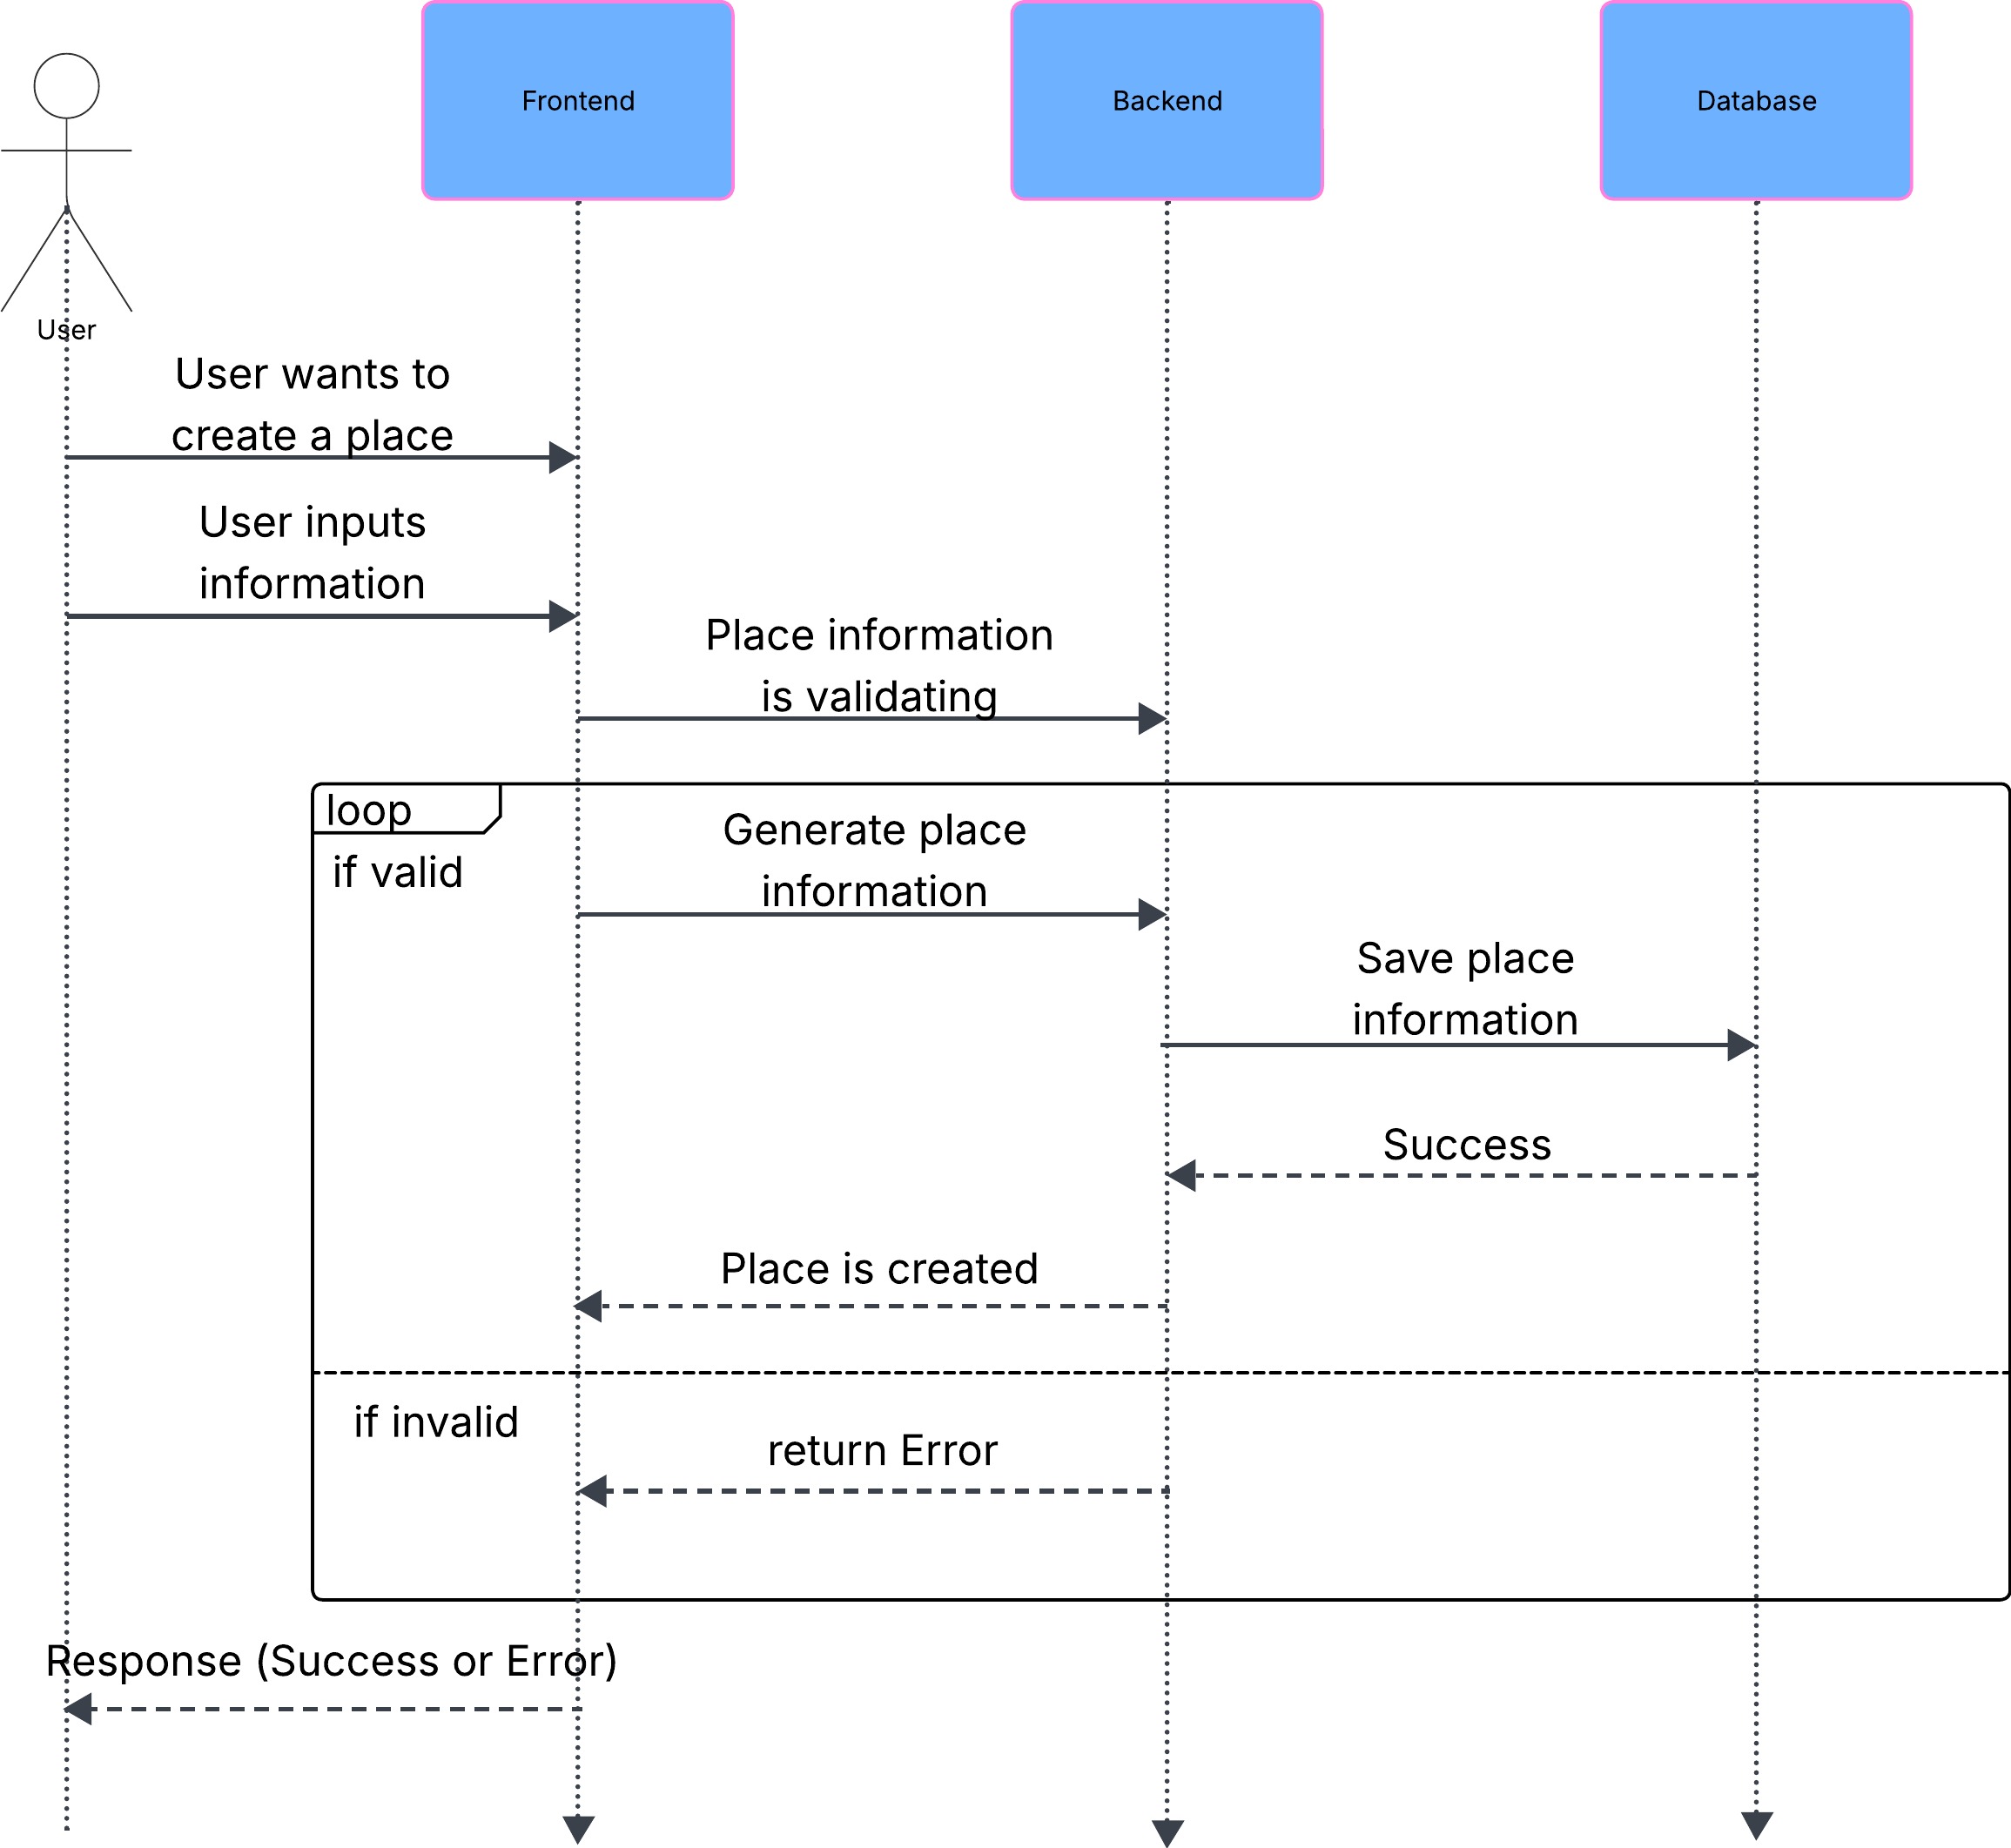 Frontend
Backend
Database
User
User wants to
create a place
User inputs
information
Place information
is validating
loop
if valid
Generate place
information
Save place
information
Success
Place is created
if invalid
return Error
Response (Success or Error)